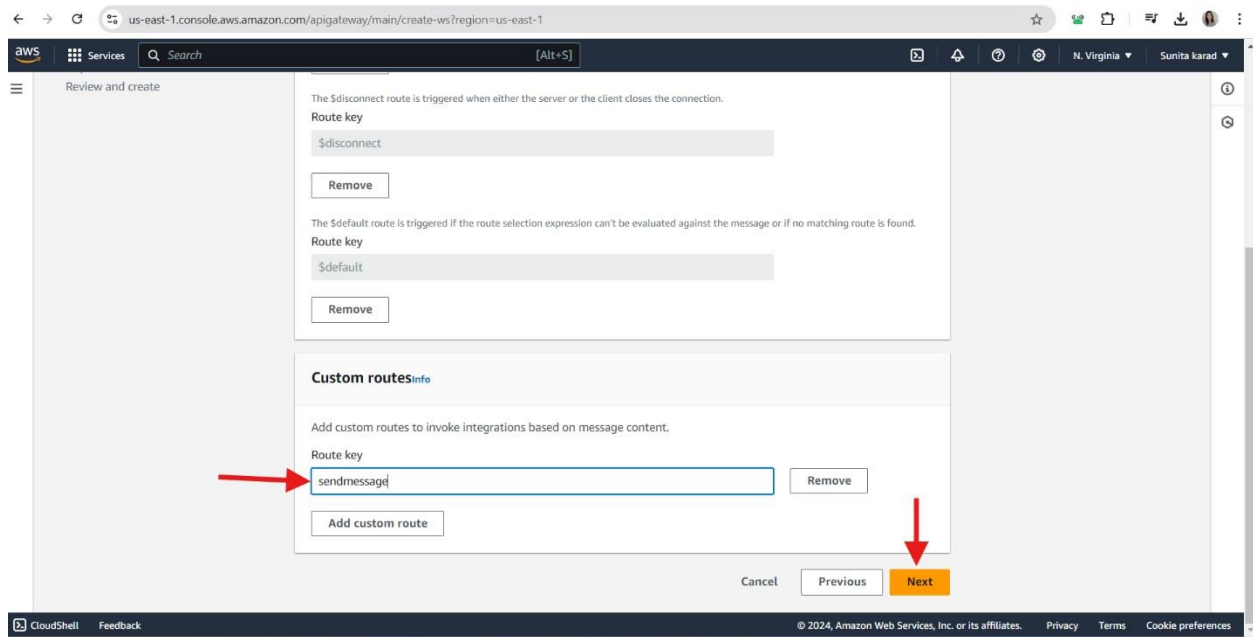 us-east-1.console.aws.amazon.com/apigateway/main/create-ws?region=us-east-1
aws Services Search [Alt+S] N. Virginia ▼ Sunita karad ▼
Review and create
The $disconnect route is triggered when either the server or the client closes the connection.
Route key
$disconnect
Remove
The $default route is triggered if the route selection expression can't be evaluated against the message or if no matching route is found.
Route key
$default
Remove
Custom routes Info
Add custom routes to invoke integrations based on message content.
Route key
sendmessage Remove
Add custom route
Cancel Previous Next
CloudShell Feedback © 2024, Amazon Web Services, Inc. or its affiliates. Privacy Terms Cookie preferences